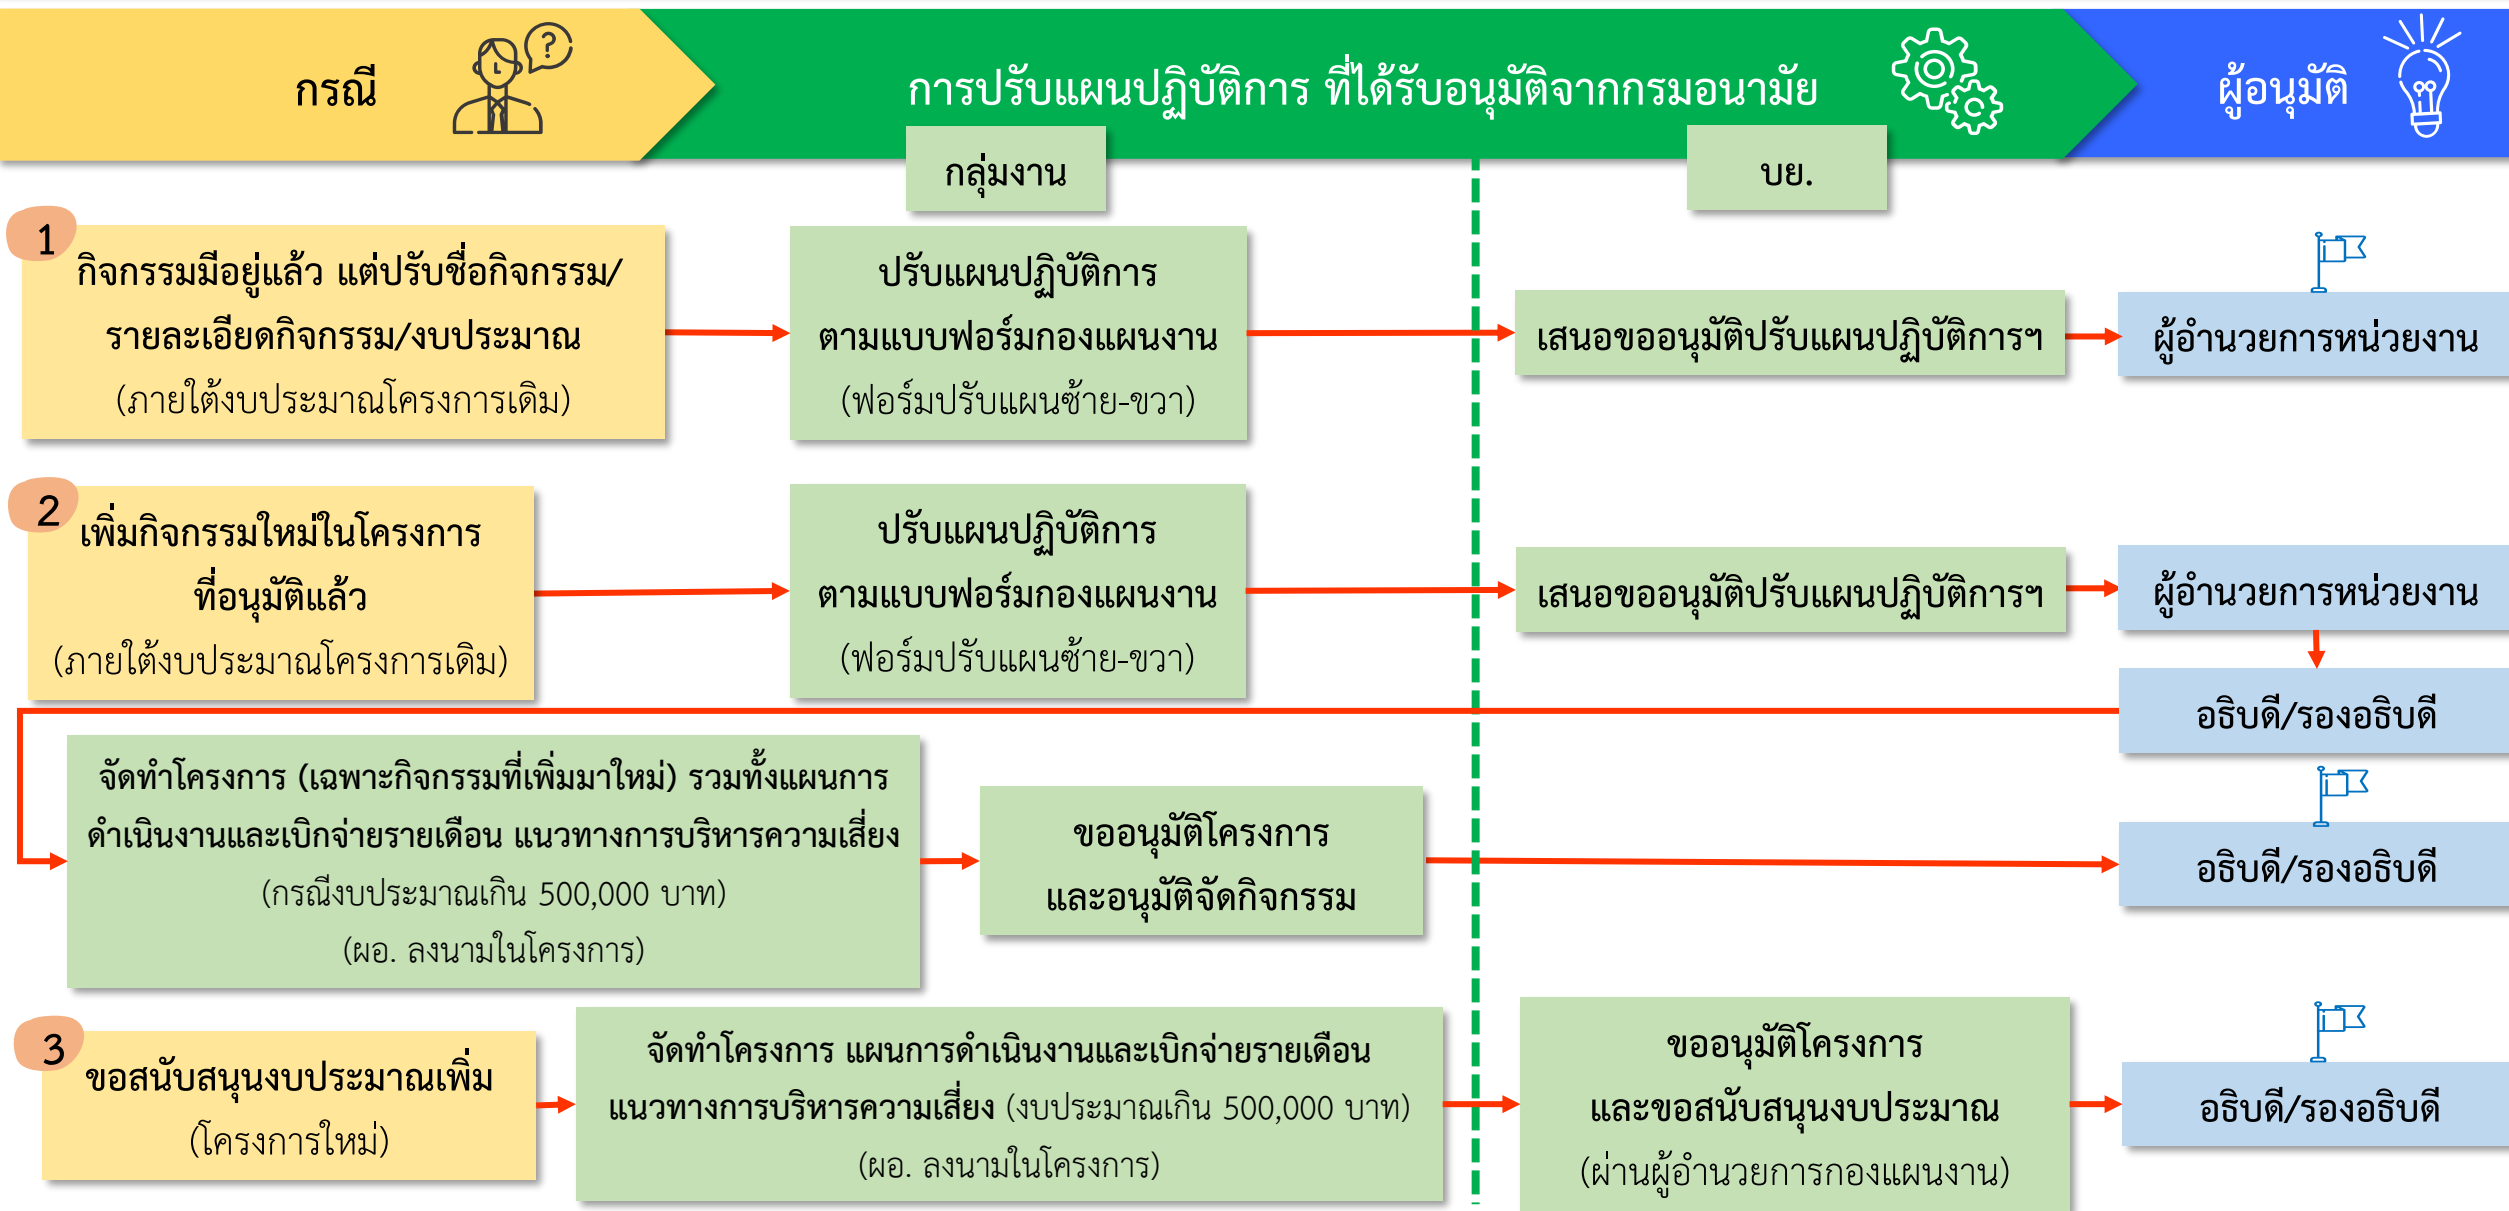 กรณี
?
การปรับแผนปฏิบัติการ ที่ได้รับอนุมัติจากกรมอนามัย
ผู้อนุมัติ
กลุ่มงาน
บย.
1
กิจกรรมมีอยู่แล้ว แต่ปรับชื่อกิจกรรม/
รายละเอียดกิจกรรม/งบประมาณ
(ภายใต้งบประมาณโครงการเดิม)
ปรับแผนปฏิบัติการ
ตามแบบฟอร์มกองแผนงาน
(ฟอร์มปรับแผนซ้าย-ขวา)
เสนอขออนุมัติปรับแผนปฏิบัติการฯ
ผู้อำนวยการหน่วยงาน
2
เพิ่มกิจกรรมใหม่ในโครงการ
ที่อนุมัติแล้ว
(ภายใต้งบประมาณโครงการเดิม)
ปรับแผนปฏิบัติการ
ตามแบบฟอร์มกองแผนงาน
(ฟอร์มปรับแผนซ้าย-ขวา)
เสนอขออนุมัติปรับแผนปฏิบัติการฯ
ผู้อำนวยการหน่วยงาน
อธิบดี/รองอธิบดี
จัดทำโครงการ (เฉพาะกิจกรรมที่เพิ่มมาใหม่) รวมทั้งแผนการ
ดำเนินงานและเบิกจ่ายรายเดือน แนวทางการบริหารความเสี่ยง
(กรณีงบประมาณเกิน 500,000 บาท)
(ผอ. ลงนามในโครงการ)
ขออนุมัติโครงการ
และอนุมัติจัดกิจกรรม
อธิบดี/รองอธิบดี
3
ขอสนับสนุนงบประมาณเพิ่ม
(โครงการใหม่)
จัดทำโครงการ แผนการดำเนินงานและเบิกจ่ายรายเดือน
แนวทางการบริหารความเสี่ยง (งบประมาณเกิน 500,000 บาท)
(ผอ. ลงนามในโครงการ)
ขออนุมัติโครงการ
และขอสนับสนุนงบประมาณ
(ผ่านผู้อำนวยการกองแผนงาน)
อธิบดี/รองอธิบดี